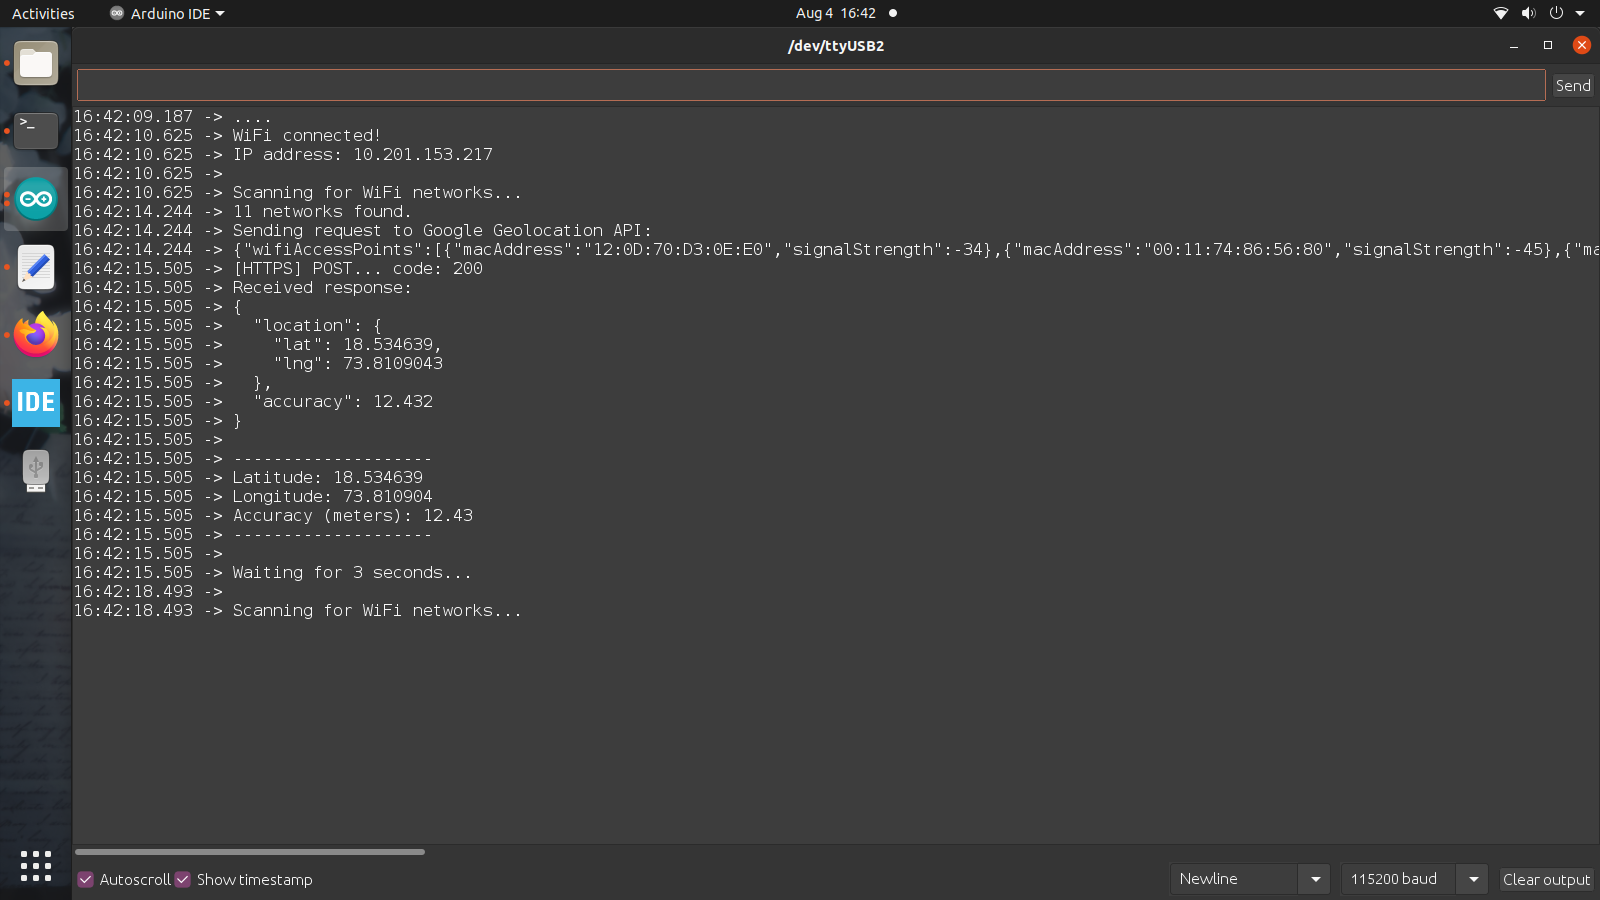 Activities
Arduino IDE
Aug 4 16:42
/dev/ttyUSB2
Send
16:42:09.187 -> ....
16:42:10.625 -> WiFi connected!
16:42:10.625 -> IP address: 10.201.153.217
16:42:10.625 ->
16:42:10.625 -> Scanning for WiFi networks...
16:42:14.244 -> 11 networks found.
16:42:14.244 -> Sending request to Google Geolocation API:
16:42:14.244 -> {"wifiAccessPoints":[{"macAddress":"12:0D:70:D3:0E:E0","signalStrength":-34},{"macAddress":"00:11:74:86:56:80","signalStrength":-45},{"ma
16:42:15.505 -> [HTTPS] POST... code: 200
16:42:15.505 -> Received response:
16:42:15.505 -> {
16:42:15.505 ->   "location": {
16:42:15.505 ->     "lat": 18.534639,
16:42:15.505 ->     "lng": 73.8109043
16:42:15.505 ->   },
16:42:15.505 ->   "accuracy": 12.432
16:42:15.505 -> }
16:42:15.505 ->
16:42:15.505 -> --------------------
16:42:15.505 -> Latitude: 18.534639
16:42:15.505 -> Longitude: 73.810904
16:42:15.505 -> Accuracy (meters): 12.43
16:42:15.505 -> --------------------
16:42:15.505 ->
16:42:15.505 -> Waiting for 3 seconds...
16:42:18.493 ->
16:42:18.493 -> Scanning for WiFi networks...
IDE
Autoscroll
Show timestamp
Newline
115200 baud
Clear output